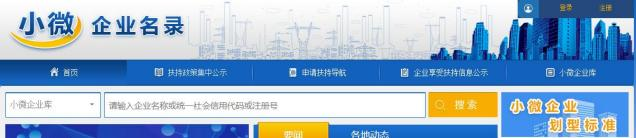 小微 企业名录
登录 注册
首页 扶持政策集中公示 申请扶持导航 企业享受扶持信息公示 小微企业库
小微企业库 请输入企业名称或统一社会信用代码或注册号 搜索
小微企业
划型标准
要闻 各地动态